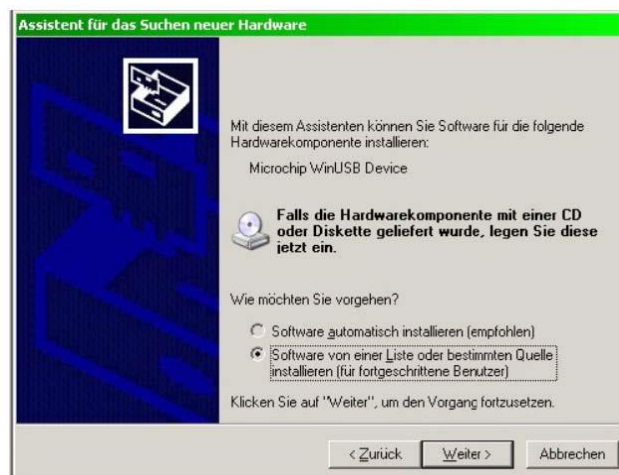 Assistent für das Suchen neuer Hardware
Mit diesem Assistenten können Sie Software für die folgende
Hardwarekomponente installieren:
Microchip WinUSB Device
Falls die Hardwarekomponente mit einer CD
oder Diskette geliefert wurde, legen Sie diese
jetzt ein.
Wie möchten Sie vorgehen?
Software automatisch installieren (empfohlen)
Software von einer Liste oder bestimmten Quelle
installieren (für fortgeschrittene Benutzer)
Klicken Sie auf "Weiter", um den Vorgang fortzusetzen.
< Zurück Weiter > Abbrechen